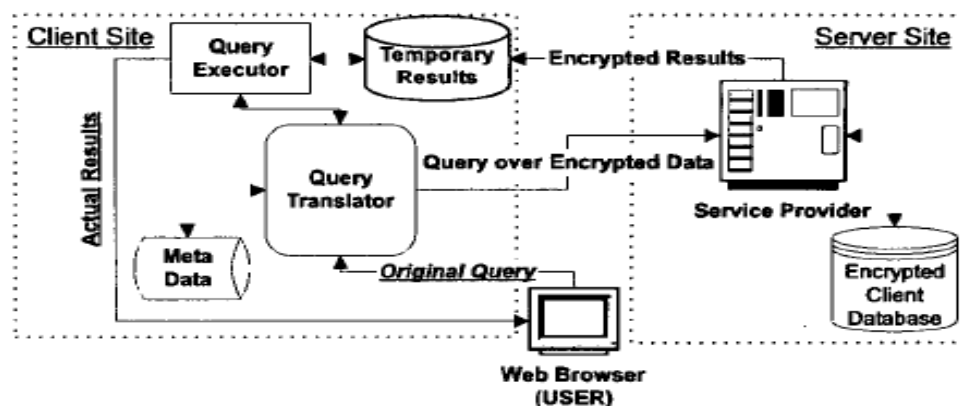 Client Site
Query
Executor
Temporary
Results
Encrypted Results
Server Site
Actual Results
Query
Translator
Query over Encrypted Data
Service Provider
Meta
Data
Original Query
Encrypted
Client
Database
Web Browser
(USER)